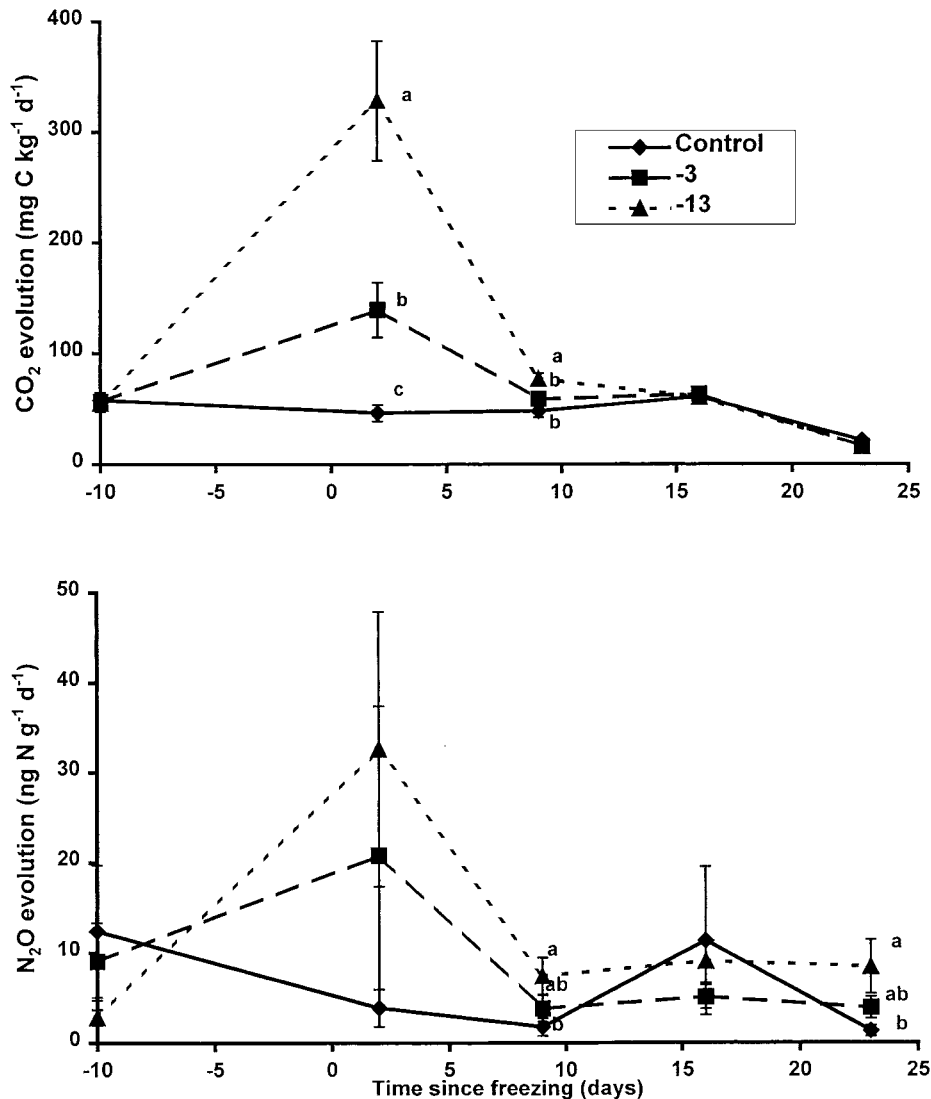 CO₂ evolution (mg C kg⁻¹ d⁻¹)
400
300
200
100
0
-10
-5
0
5
10
15
20
25
Control
-3
-13
a
b
c
a
b
b
N₂O evolution (ng N g⁻¹ d⁻¹)
50
40
30
20
10
0
-10
-5
0
5
10
15
20
25
a
ab
b
a
ab
b
Time since freezing (days)